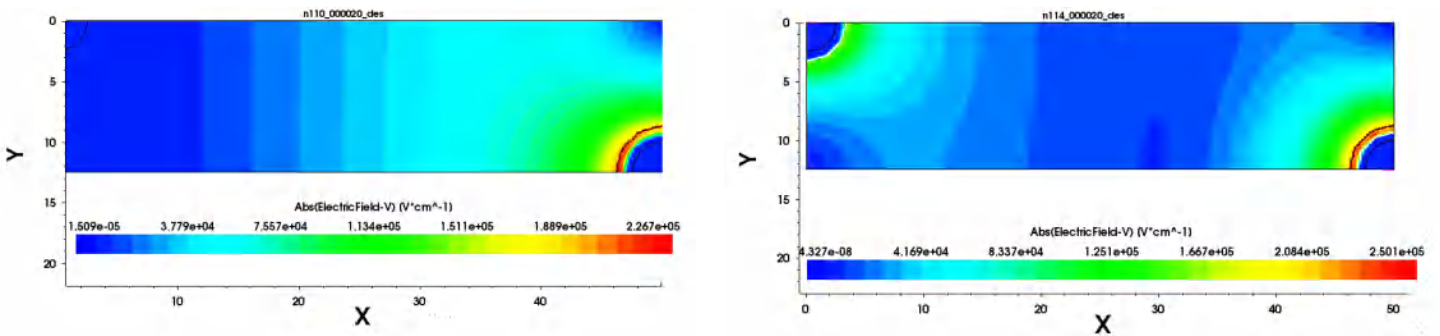 n110_000020_des
0
5
10
15
20
Y
Abs(ElectricField-V) (V*cm^-1)
1.509e-05 3.779e+04 7.557e+04 1.134e+05 1.511e+05 1.889e+05 2.267e+05
10 20 30 40
X
n114_000020_des
0
5
10
15
20
Y
Abs(ElectricField-V) (V*cm^-1)
4.327e-08 4.169e+04 8.337e+04 1.251e+05 1.667e+05 2.084e+05 2.501e+05
0 10 20 30 40 50
X